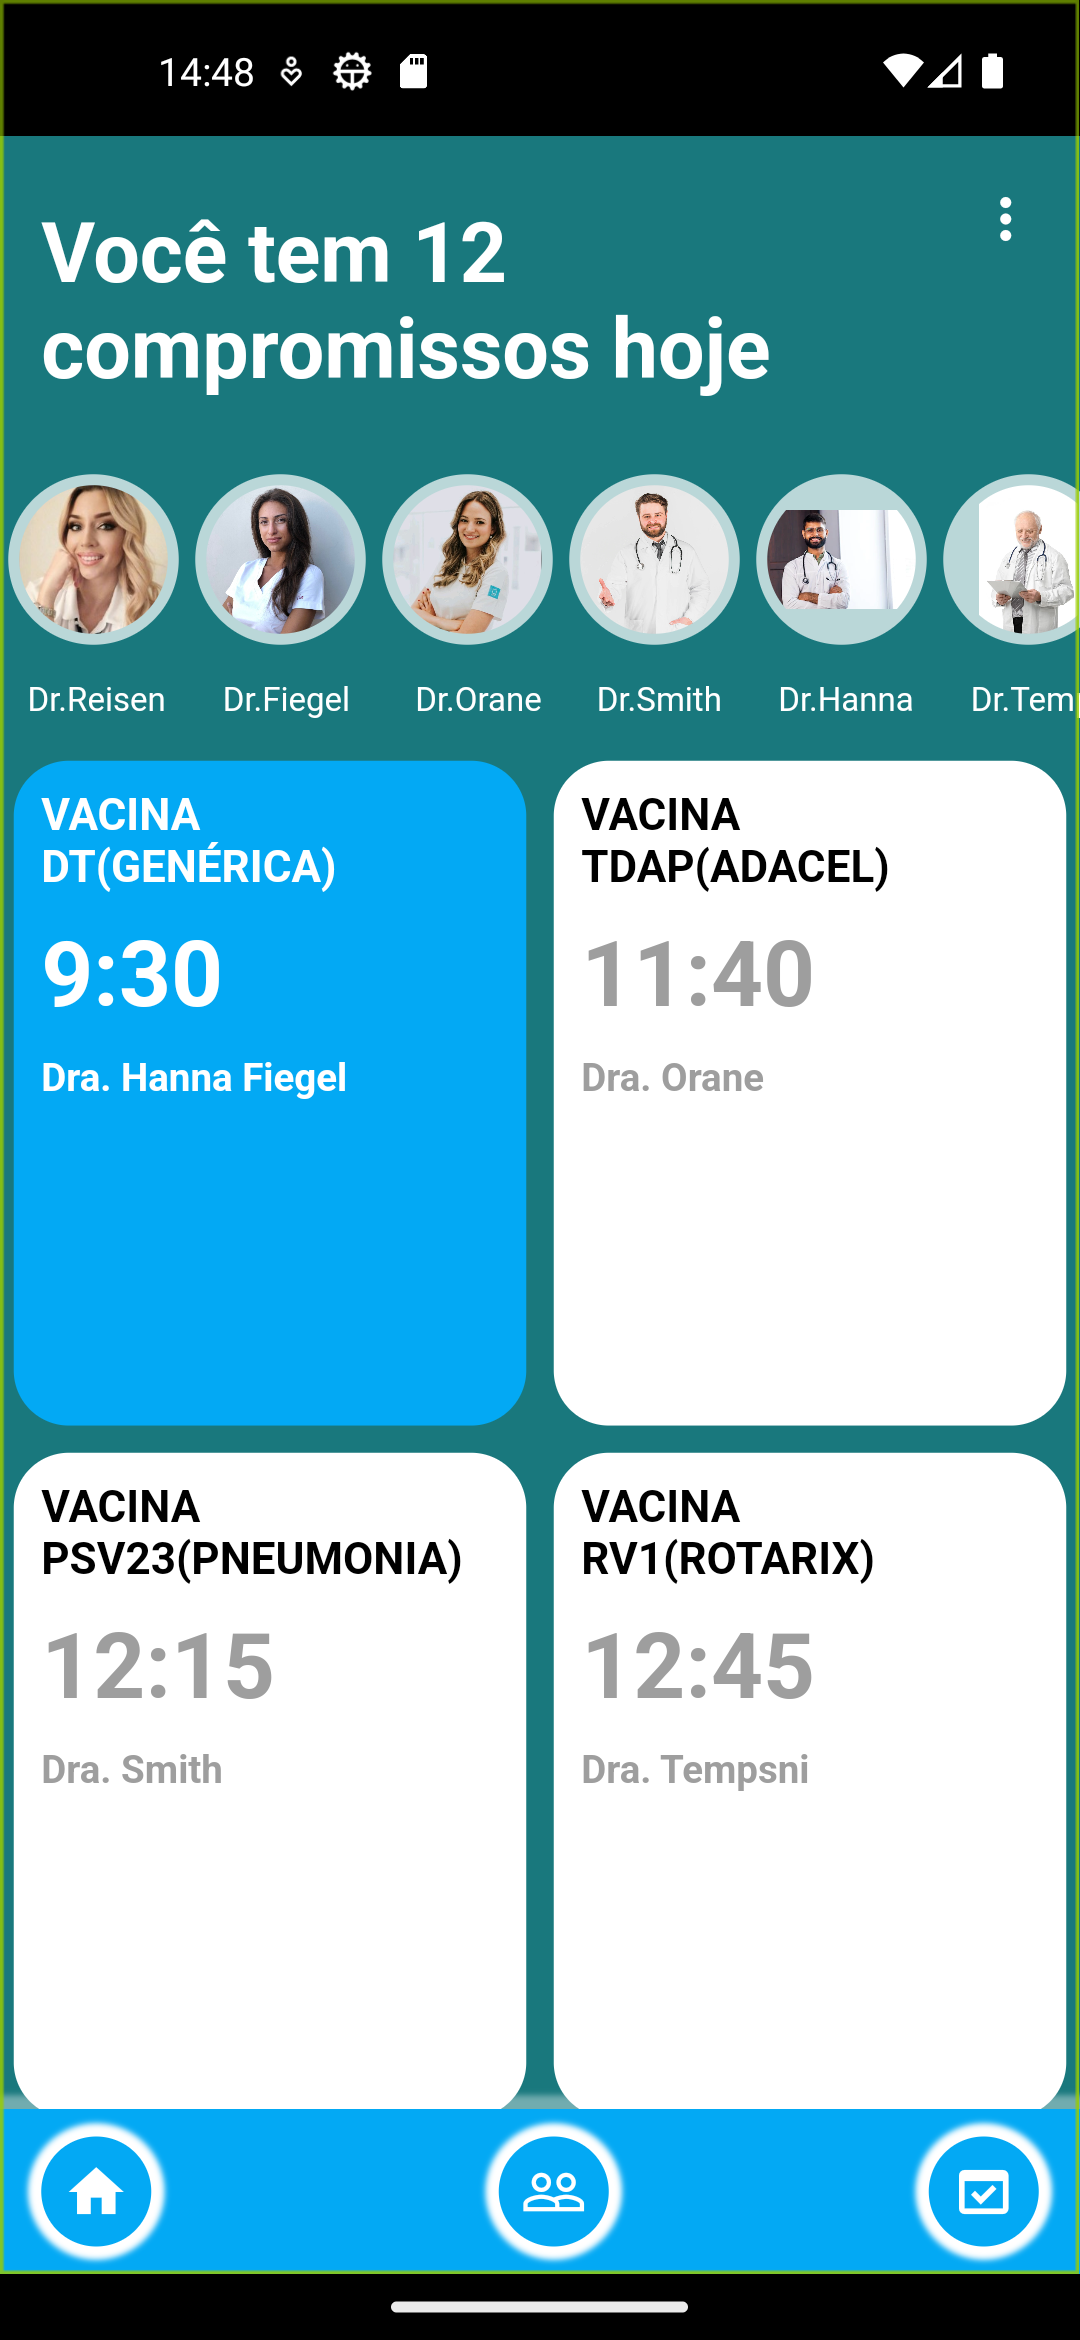 14:48
Você tem 12
compromissos hoje
Dr.Reisen
Dr.Fiegel
Dr.Orane
Dr.Smith
Dr.Hanna
Dr.Tem
VACINA
DT(GENÉRICA)
9:30
Dra. Hanna Fiegel
VACINA
TDAP(ADACEL)
11:40
Dra. Orane
VACINA
PSV23(PNEUMONIA)
12:15
Dra. Smith
VACINA
RV1(ROTARIX)
12:45
Dra. Tempsni